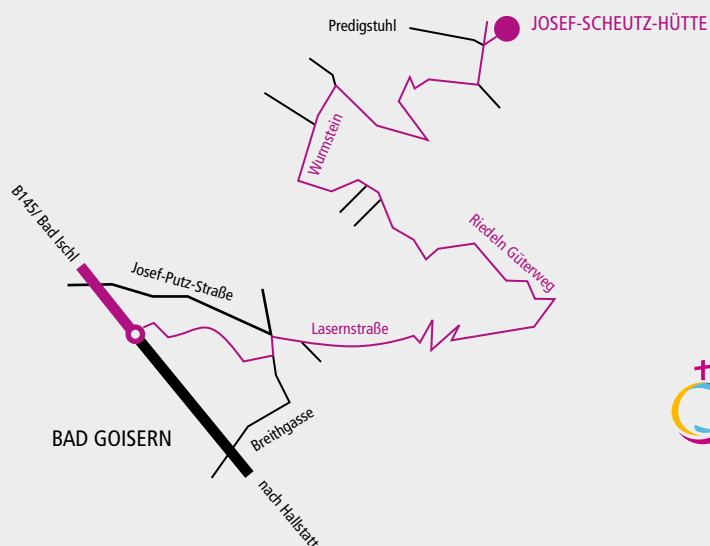 Predigstuhl
JOSEF-SCHEUTZ-HÜTTE
Wurmstein
B145/ Bad Ischl
Riedeln Güterweg
Josef-Putz-Straße
Lasernstraße
BAD GOISERN
Breithgasse
nach Hallstatt